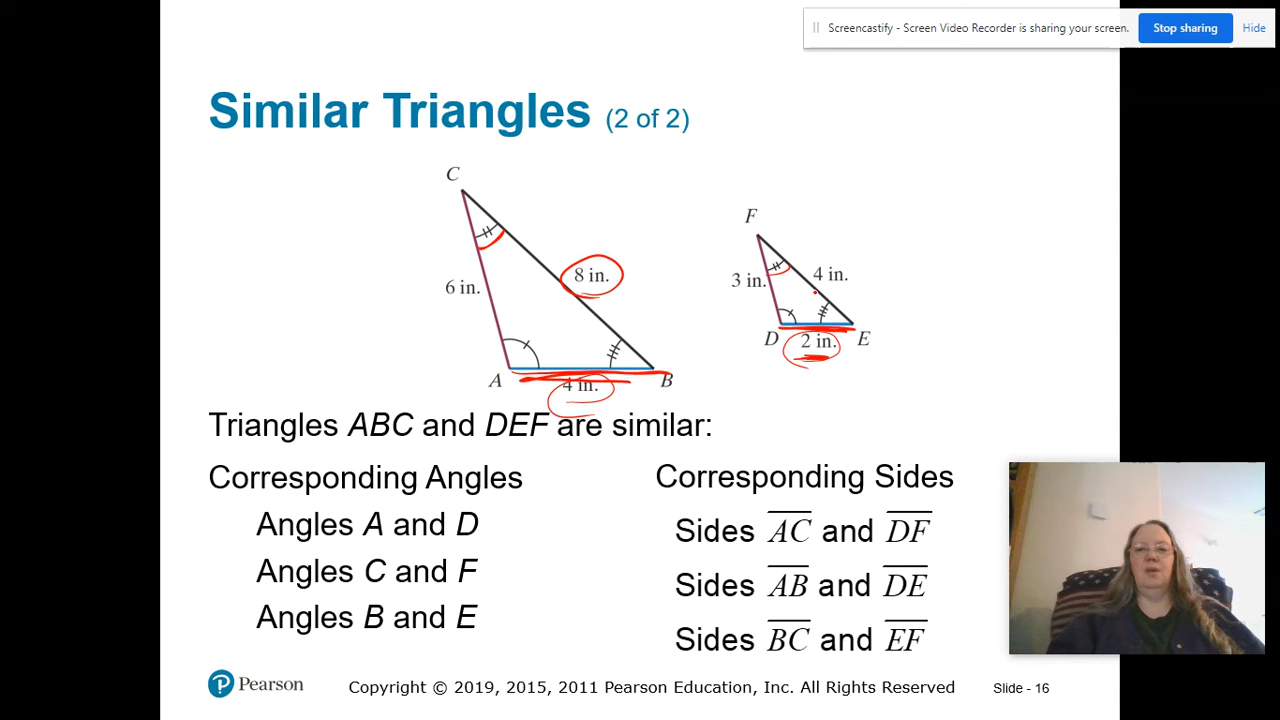 Screencastify - Screen Video Recorder is sharing your screen. Stop sharing Hide
Similar Triangles (2 of 2)
C
F
8 in.
4 in.
6 in.
3 in.
D 2 in. E
A 4 in. B
Triangles ABC and DEF are similar:
Corresponding Angles
Angles A and D
Angles C and F
Angles B and E
Corresponding Sides
Sides AC and DF
Sides AB and DE
Sides BC and EF
Pearson Copyright © 2019, 2015, 2011 Pearson Education, Inc. All Rights Reserved Slide - 16